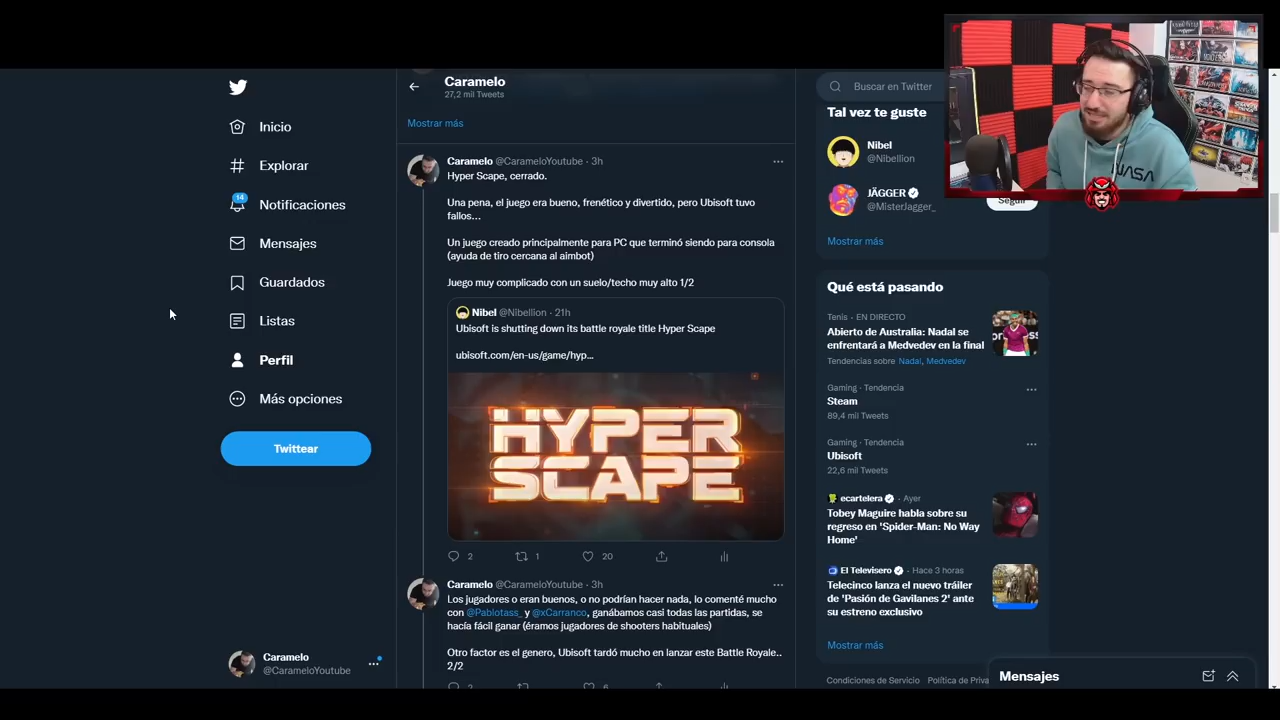 Inicio
Explorar
14
Notificaciones
Mensajes
Guardados
Listas
Perfil
Más opciones
Twittear
Caramelo
@CarameloYoutube
Caramelo
27,2 mil Tweets
Mostrar más
Caramelo @CarameloYoutube · 3h
Hyper Scape, cerrado.
Una pena, el juego era bueno, frenético y divertido, pero Ubisoft tuvo
fallos...
Un juego creado principalmente para PC que terminó siendo para consola
(ayuda de tiro cercana al aimbot)
Juego muy complicado con un suelo/techo muy alto 1/2
Nibel @Nibellion · 21h
Ubisoft is shutting down its battle royale title Hyper Scape
ubisoft.com/en-us/game/hyp...
HYPER
SCAPE
2 1 20
Caramelo @CarameloYoutube · 3h
Los jugadores o eran buenos, o no podrían hacer nada, lo comenté mucho
con @Pablotass_ y @xCarranco, ganábamos casi todas las partidas, se
hacía fácil ganar (éramos jugadores de shooters habituales)
Otro factor es el genero, Ubisoft tardó mucho en lanzar este Battle Royale..
2/2
Buscar en Twitter
Tal vez te guste
Nibel
@Nibellion
JÄGGER
@MisterJagger_
Seguir
Mostrar más
Qué está pasando
Tenis · EN DIRECTO
Abierto de Australia: Nadal se
enfrentará a Medvedev en la final
Tendencias sobre Nadal, Medvedev
Gaming · Tendencia
Steam
89,4 mil Tweets
Gaming · Tendencia
Ubisoft
22,6 mil Tweets
ecartelera · Ayer
Tobey Maguire habla sobre su
regreso en 'Spider-Man: No Way
Home'
El Televisero · Hace 3 horas
Telecinco lanza el nuevo tráiler
de 'Pasión de Gavilanes 2' ante
su estreno exclusivo
Mostrar más
Condiciones de Servicio Política de Priva
Mensajes
NASA